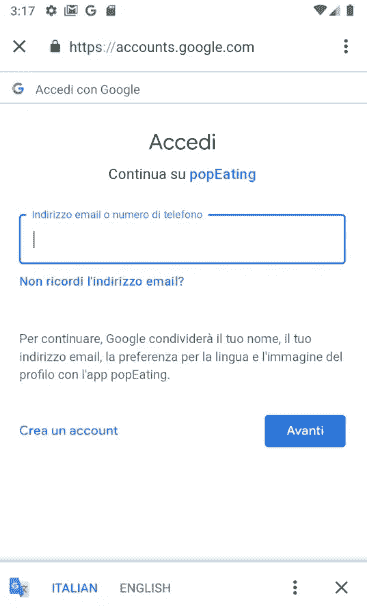 3:17
https://accounts.google.com
Accedi con Google
Accedi
Continua su popEating
Indirizzo email o numero di telefono
Non ricordi l'indirizzo email?
Per continuare, Google condividerà il tuo nome, il tuo
indirizzo email, la preferenza per la lingua e l'immagine del
profilo con l'app popEating.
Crea un account Avanti
ITALIAN ENGLISH